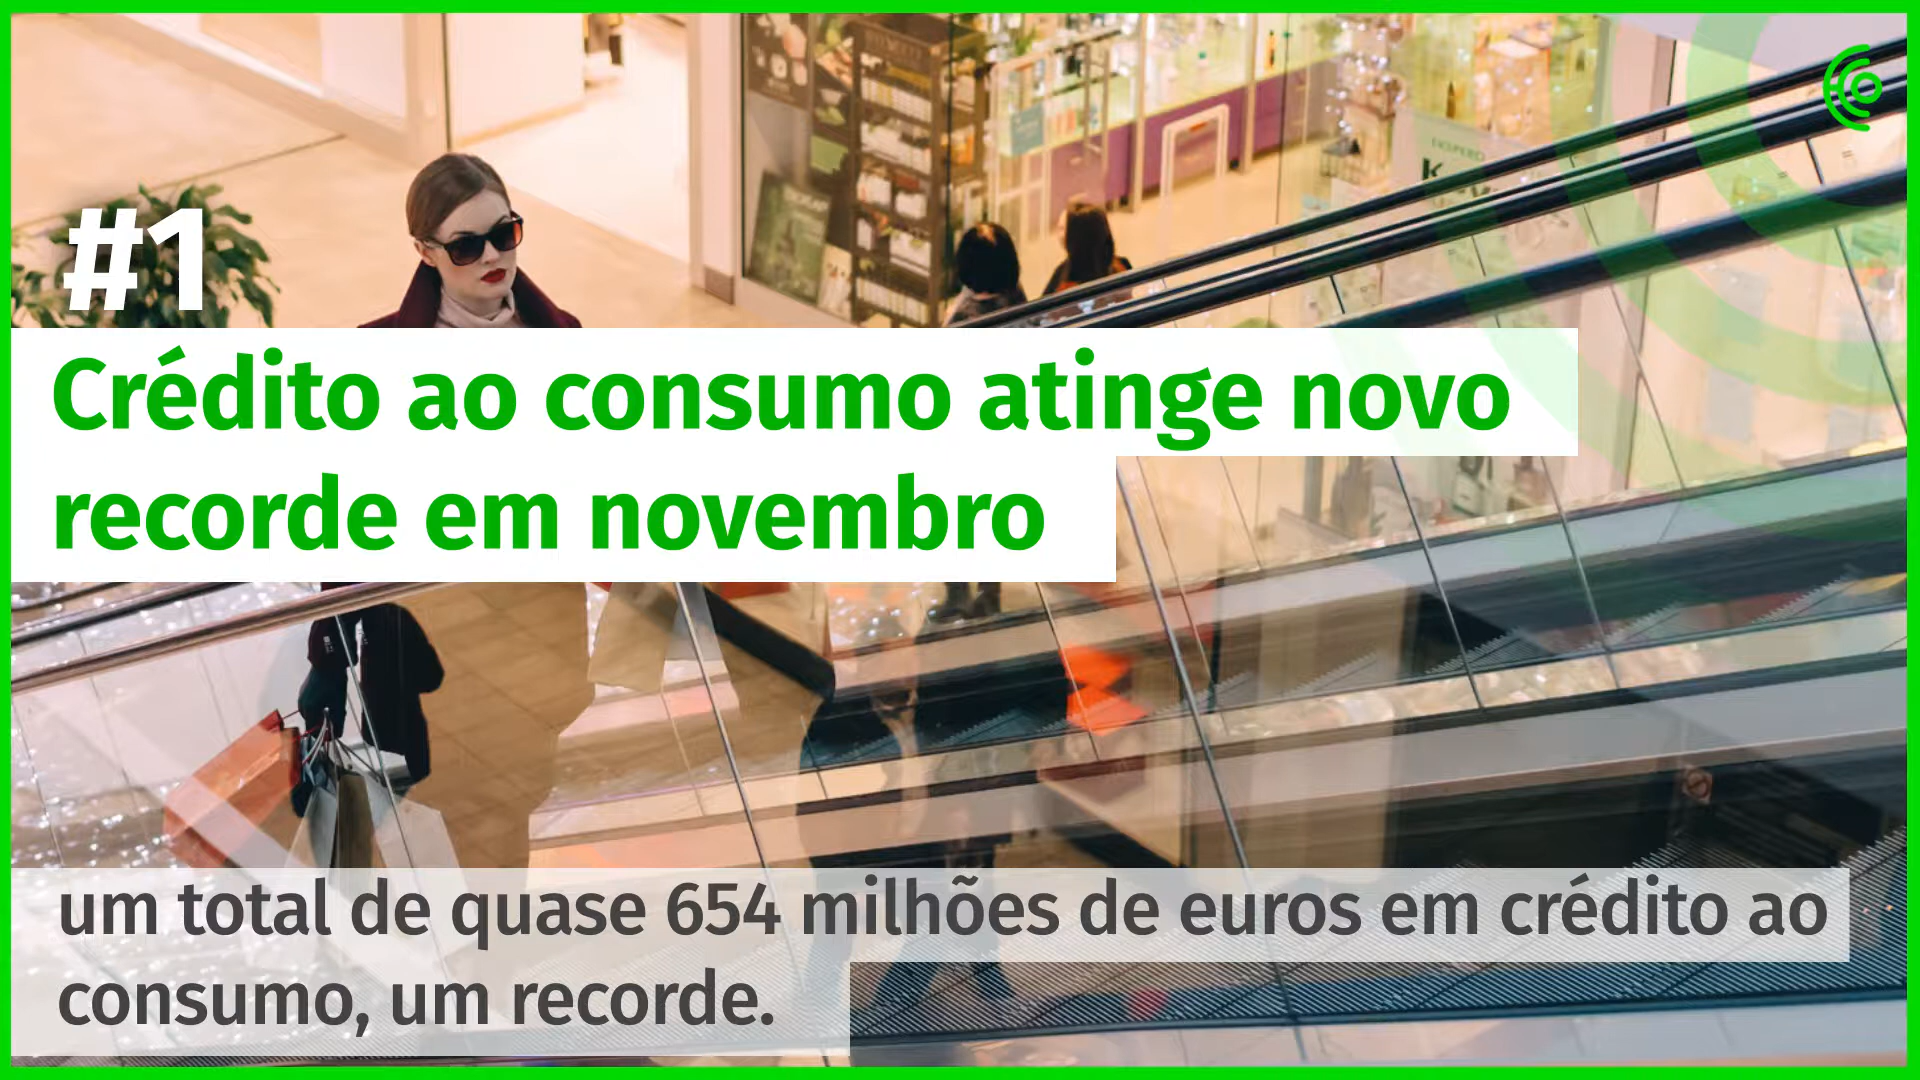 #1
Crédito ao consumo atinge novo
recorde em novembro
um total de quase 654 milhões de euros em crédito ao
consumo, um recorde.